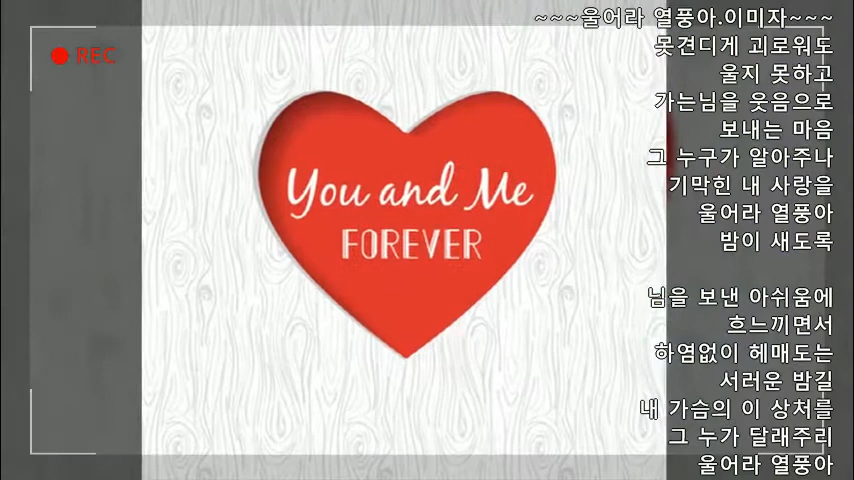 REC
You and Me
FOREVER
~~~울어라 열풍아.이미자~~~
못견디게 괴로워도
울지 못하고
가는님을 웃음으로
보내는 마음
그 누구가 알아주나
기막힌 내 사랑을
울어라 열풍아
밤이 새도록
님을 보낸 아쉬움에
흐느끼면서
하염없이 헤매도는
서러운 밤길
내 가슴의 이 상처를
그 누가 달래주리
울어라 열풍아